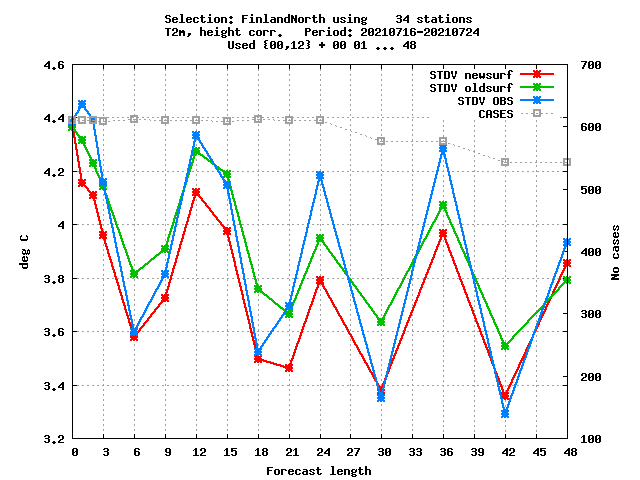 Selection: FinlandNorth using    34 stations
T2m, height corr.   Period: 20210716-20210724
Used {00,12} + 00 01 ... 48
4.6
4.4
4.2
4
3.8
3.6
3.4
3.2
deg C
700
600
500
400
300
200
100
No cases
STDV newsurf
STDV oldsurf
STDV OBS
CASES
0 3 6 9 12 15 18 21 24 27 30 33 36 39 42 45 48
Forecast length